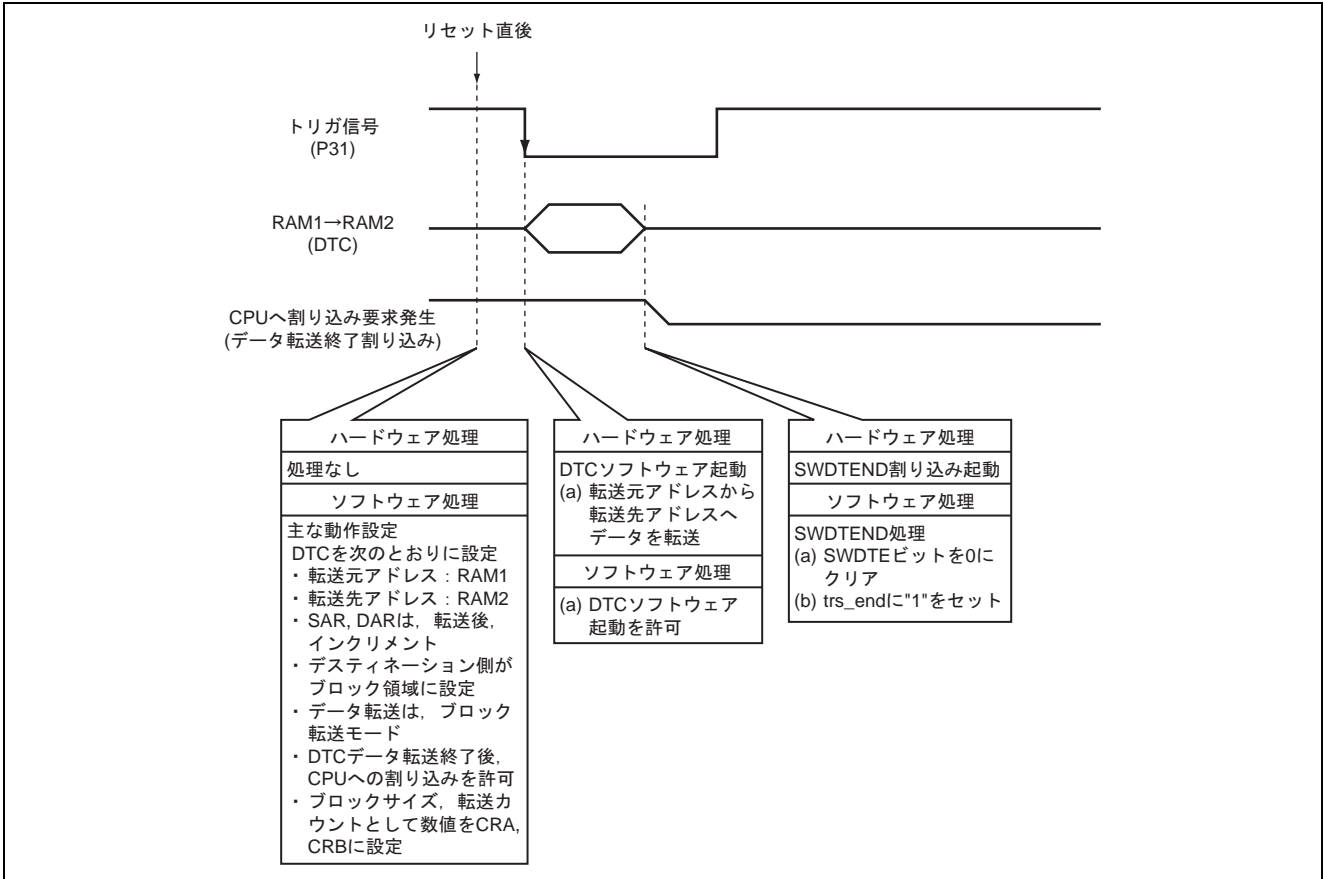 リセット直後
トリガ信号
(P31)
RAM1→RAM2
(DTC)
CPUへ割り込み要求発生
(データ転送終了割り込み)
ハードウェア処理
処理なし
ソフトウェア処理
主な動作設定
DTCを次のとおりに設定
・転送元アドレス：RAM1
・転送先アドレス：RAM2
・SAR, DARは，転送後，
インクリメント
・デスティネーション側が
ブロック領域に設定
・データ転送は，ブロック
転送モード
・DTCデータ転送終了後，
CPUへの割り込みを許可
・ブロックサイズ，転送カ
ウントとして数値をCRA,
CRBに設定
ハードウェア処理
DTCソフトウェア起動
(a) 転送元アドレスから
転送先アドレスへ
データを転送
ソフトウェア処理
(a) DTCソフトウェア
起動を許可
ハードウェア処理
SWDTEND割り込み起動
ソフトウェア処理
SWDTEND処理
(a) SWDTEビットを0に
クリア
(b) trs_endに"1"をセット